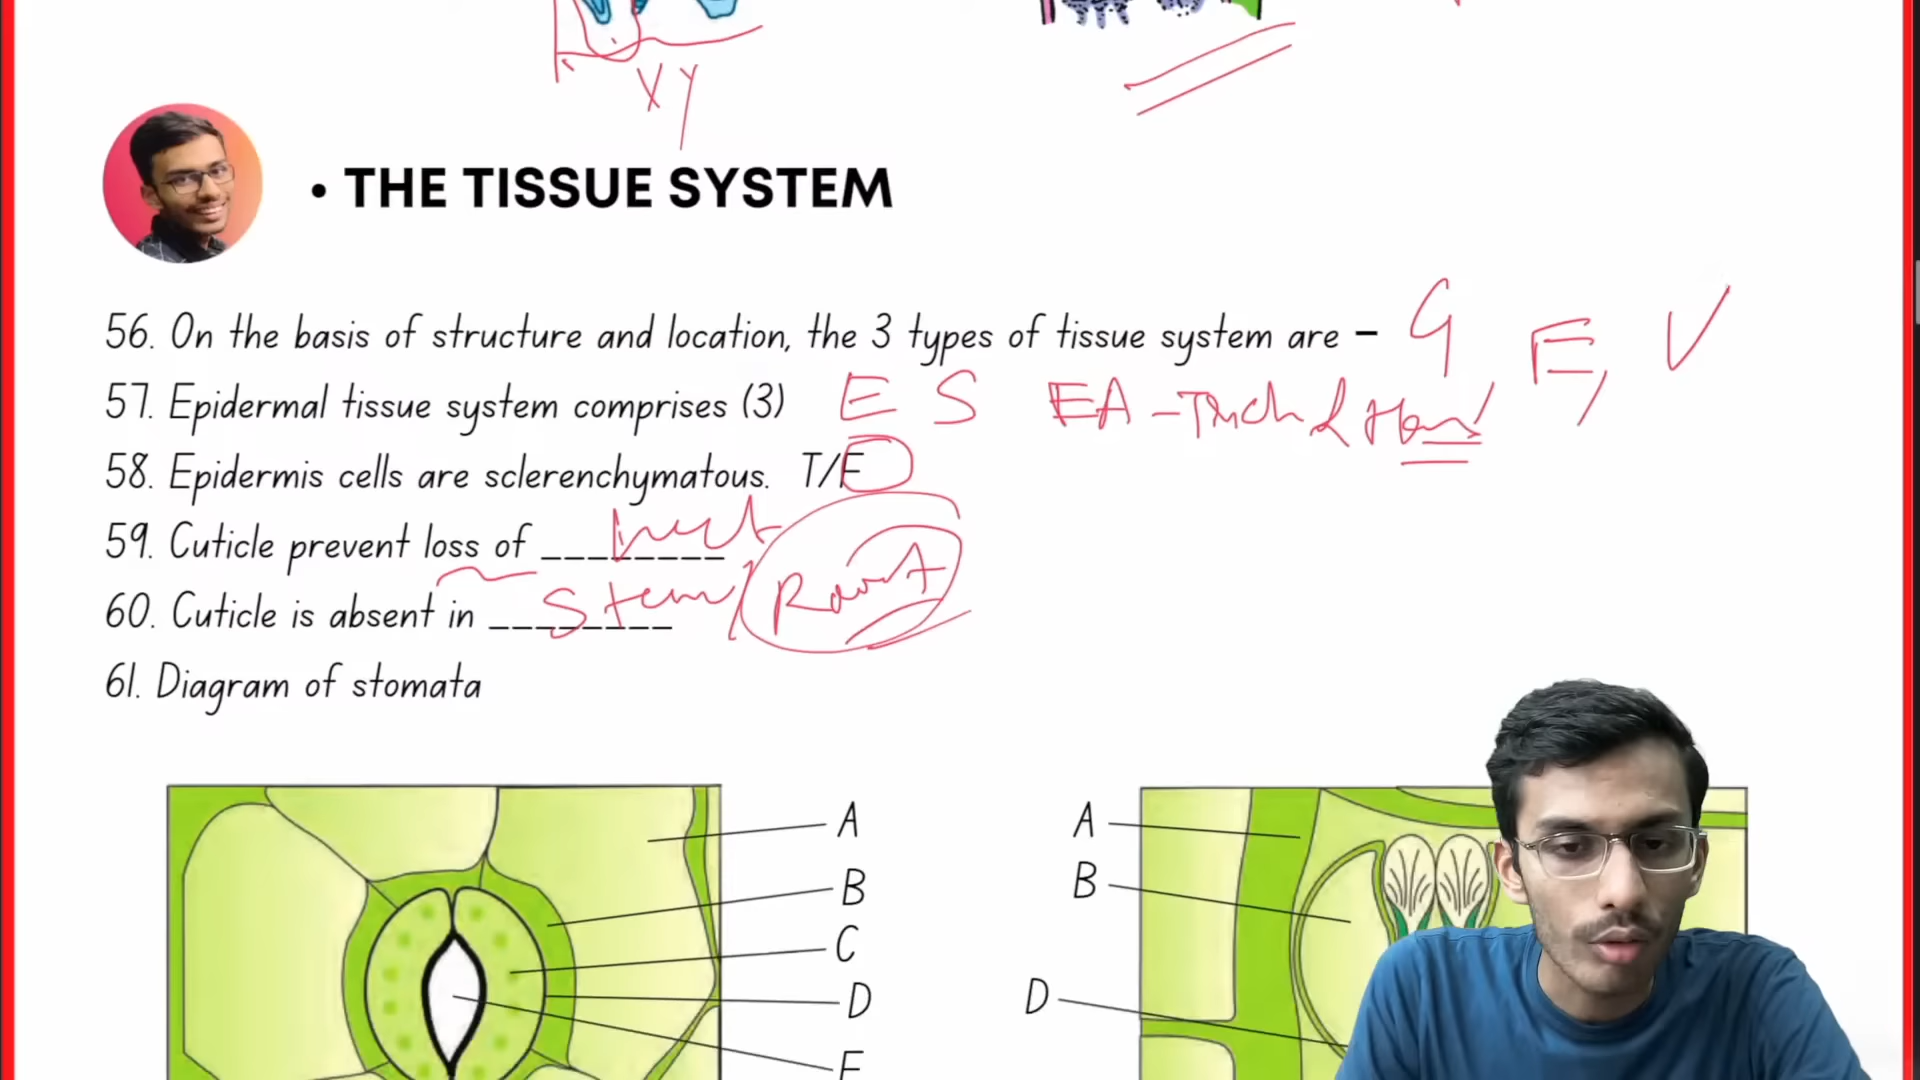 X Y
• THE TISSUE SYSTEM
56. On the basis of structure and location, the 3 types of tissue system are – G E, V
57. Epidermal tissue system comprises (3) E S EA - Trich &
58. Epidermis cells are sclerenchymatous. T/F
59. Cuticle prevent loss of ________
60. Cuticle is absent in ________ Stem / Root
61. Diagram of stomata
A
B
C
D
E
A
B
D